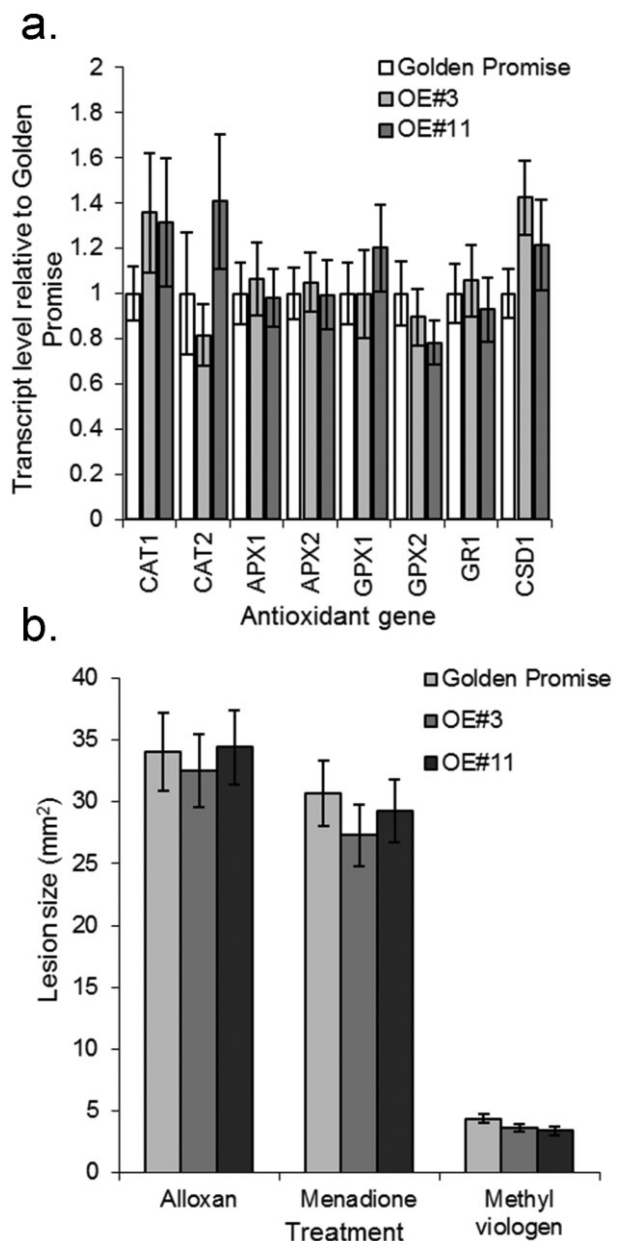 a.
Transcript level relative to Golden
Promise
2
1.8
1.6
1.4
1.2
1
0.8
0.6
0.4
0.2
0
Golden Promise
OE#3
OE#11
CAT1
CAT2
APX1
APX2
GPX1
GPX2
GR1
CSD1
Antioxidant gene
b.
Lesion size (mm²)
40
35
30
25
20
15
10
5
0
Golden Promise
OE#3
OE#11
Alloxan
Menadione
Methyl
viologen
Treatment